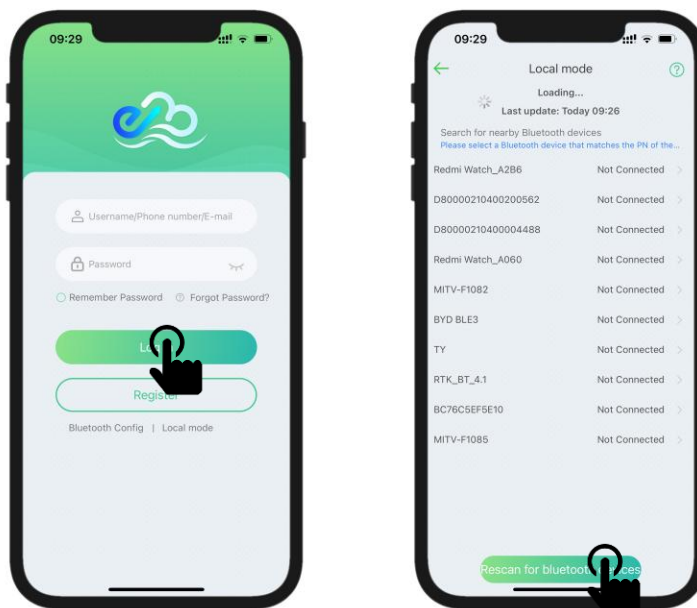 09:29
Username/Phone number/E-mail
Password
Remember Password
Forgot Password?
Register
Bluetooth Config | Local mode
09:29
Local mode
Loading...
Last update: Today 09:26
Search for nearby Bluetooth devices
Please select a Bluetooth device that matches the PN of the...
Redmi Watch_A2B6 Not Connected
D80000210400200562 Not Connected
D80000210400004488 Not Connected
Redmi Watch_A060 Not Connected
MITV-F1082 Not Connected
BYD BLE3 Not Connected
TY Not Connected
RTK_BT_4.1 Not Connected
BC76C5EF5E10 Not Connected
MITV-F1085 Not Connected
Rescan for bluetooth devices